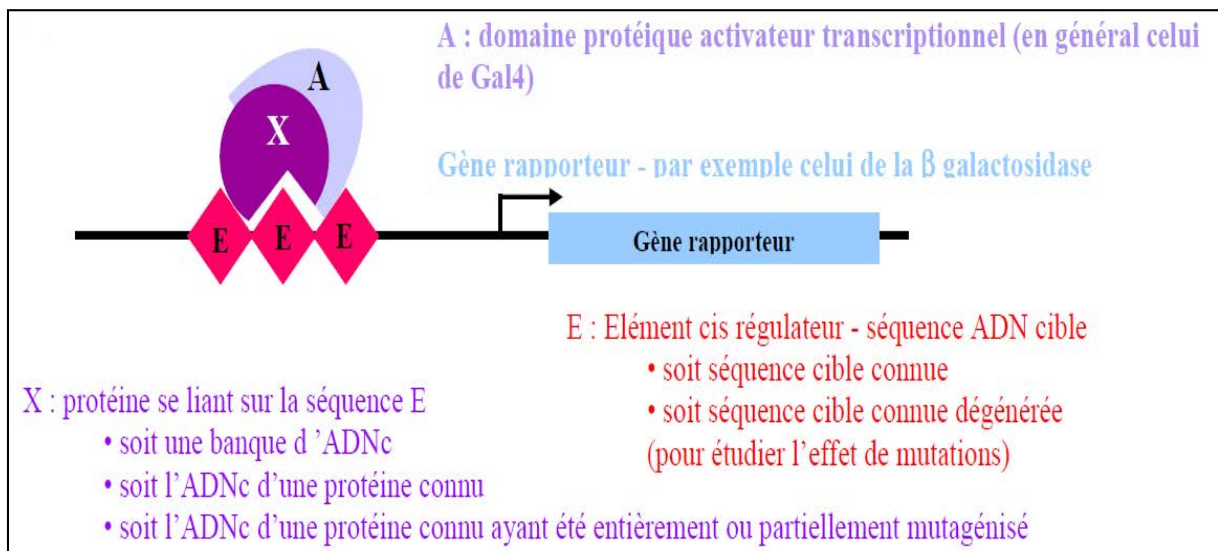 A : domaine protéique activateur transcriptionnel (en général celui
de Gal4)
A
X
Gène rapporteur - par exemple celui de la β galactosidase
E E E
Gène rapporteur
E : Elément cis régulateur - séquence ADN cible
• soit séquence cible connue
• soit séquence cible connue dégénérée
(pour étudier l’effet de mutations)
X : protéine se liant sur la séquence E
• soit une banque d ’ADNc
• soit l’ADNc d’une protéine connu
• soit l’ADNc d’une protéine connu ayant été entièrement ou partiellement mutagénisé